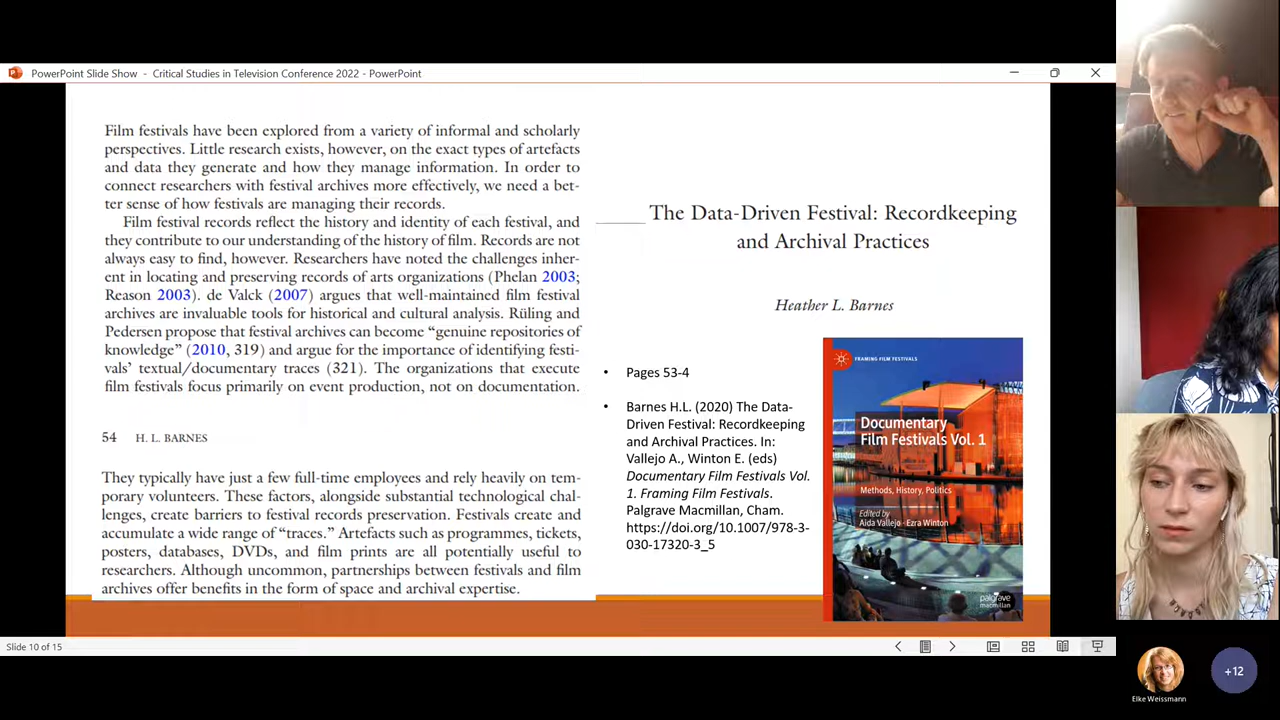 PowerPoint Slide Show - Critical Studies in Television Conference 2022 - PowerPoint
Film festivals have been explored from a variety of informal and scholarly
perspectives. Little research exists, however, on the exact types of artefacts
and data they generate and how they manage information. In order to
connect researchers with festival archives more effectively, we need a bet-
ter sense of how festivals are managing their records.
Film festival records reflect the history and identity of each festival, and
they contribute to our understanding of the history of film. Records are not
always easy to find, however. Researchers have noted the challenges inher-
ent in locating and preserving records of arts organizations (Phelan 2003;
Reason 2003). de Valck (2007) argues that well-maintained film festival
archives are invaluable tools for historical and cultural analysis. Rüling and
Pedersen propose that festival archives can become “genuine repositories of
knowledge” (2010, 319) and argue for the importance of identifying festi-
vals’ textual/documentary traces (321). The organizations that execute
film festivals focus primarily on event production, not on documentation.
54 H. L. BARNES
They typically have just a few full-time employees and rely heavily on tem-
porary volunteers. These factors, alongside substantial technological chal-
lenges, create barriers to festival records preservation. Festivals create and
accumulate a wide range of “traces.” Artefacts such as programmes, tickets,
posters, databases, DVDs, and film prints are all potentially useful to
researchers. Although uncommon, partnerships between festivals and film
archives offer benefits in the form of space and archival expertise.
The Data-Driven Festival: Recordkeeping
and Archival Practices
Heather L. Barnes
• Pages 53-4
• Barnes H.L. (2020) The Data-
Driven Festival: Recordkeeping
and Archival Practices. In:
Vallejo A., Winton E. (eds)
Documentary Film Festivals Vol.
1. Framing Film Festivals.
Palgrave Macmillan, Cham.
https://doi.org/10.1007/978-3-
030-17320-3_5
FRAMING FILM FESTIVALS
Documentary
Film Festivals Vol. 1
Methods, History, Politics
Edited by
Aida Vallejo · Ezra Winton
palgrave
macmillan
Slide 10 of 15
Elke Weissmann
+12